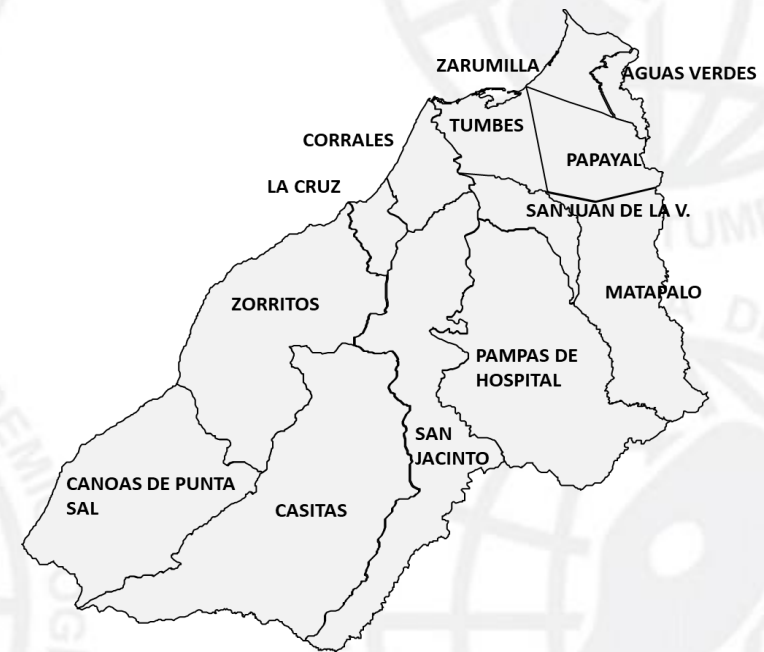 ZARUMILLA
AGUAS VERDES
TUMBES
CORRALES
PAPAYAL
LA CRUZ
SAN JUAN DE LA V.
MATAPALO
ZORRITOS
PAMPAS DE
HOSPITAL
SAN
JACINTO
CANOAS DE PUNTA
SAL
CASITAS